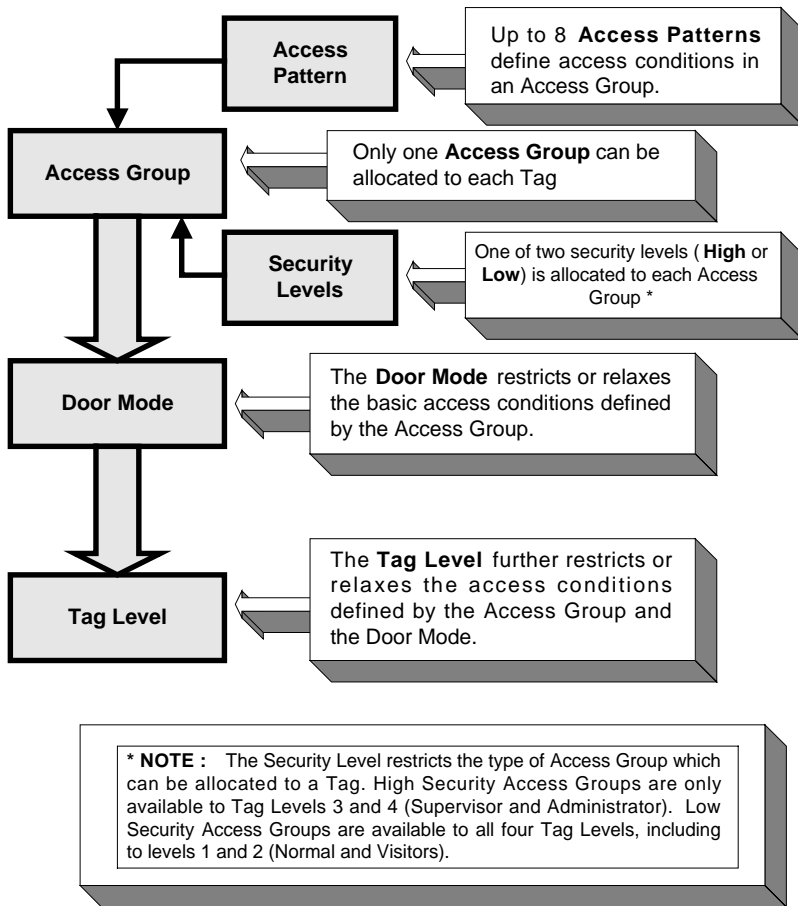 Access
Pattern
Up to 8 Access Patterns
define access conditions in
an Access Group.
Access Group
Only one Access Group can be
allocated to each Tag
Security
Levels
One of two security levels ( High or
Low) is allocated to each Access
Group *
Door Mode
The Door Mode restricts or relaxes
the basic access conditions defined
by the Access Group.
Tag Level
The Tag Level further restricts or
relaxes the access conditions
defined by the Access Group and
the Door Mode.
* NOTE : The Security Level restricts the type of Access Group which
can be allocated to a Tag. High Security Access Groups are only
available to Tag Levels 3 and 4 (Supervisor and Administrator). Low
Security Access Groups are available to all four Tag Levels, including
to levels 1 and 2 (Normal and Visitors).